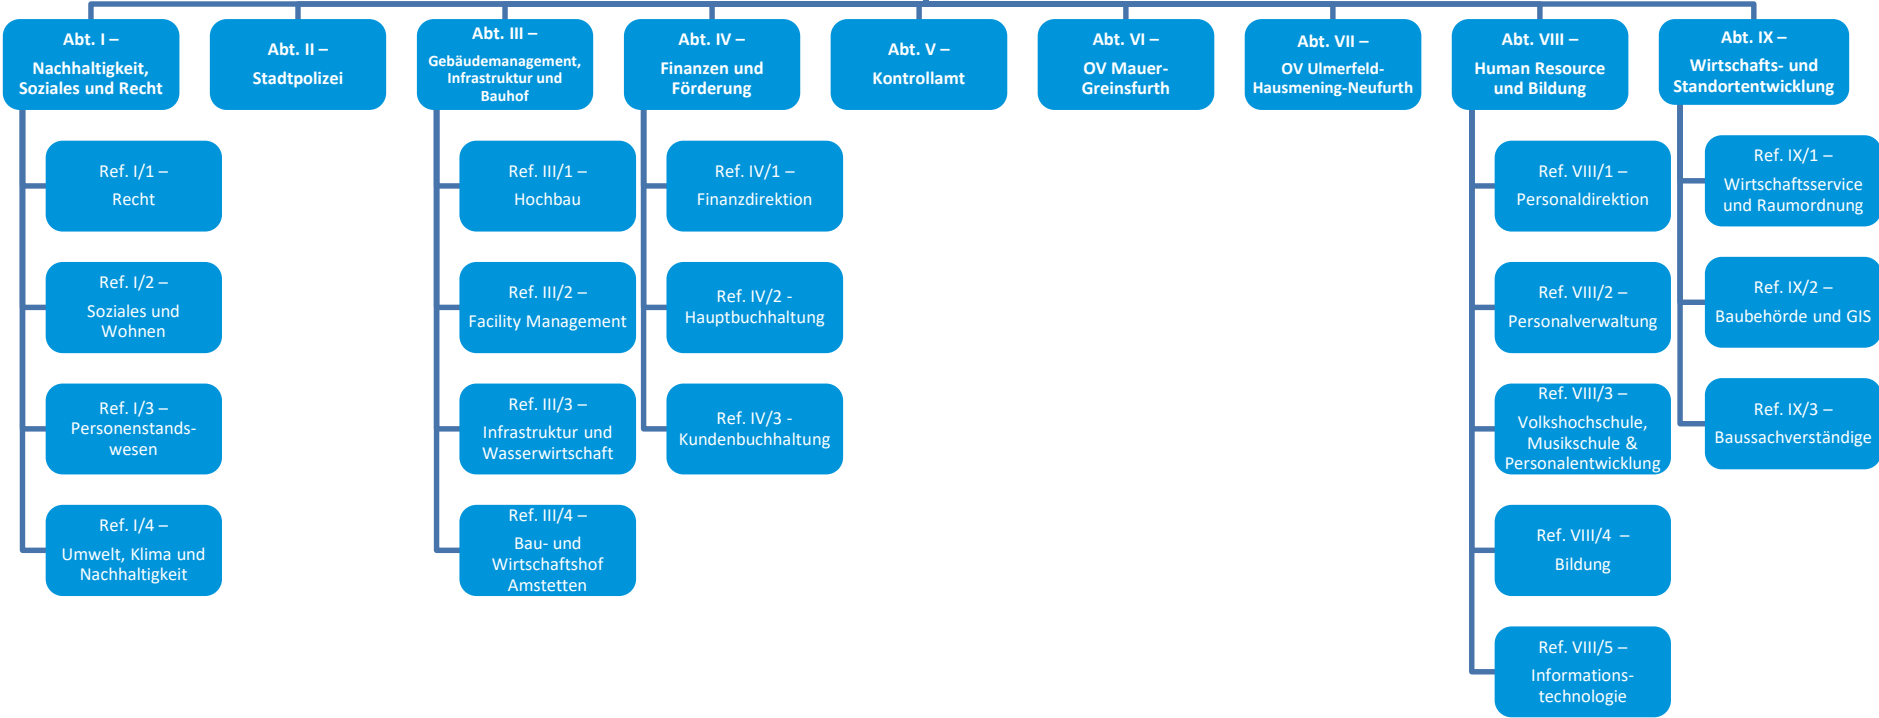 Abt. I –
Nachhaltigkeit,
Soziales und Recht
Abt. II –
Stadtpolizei
Abt. III –
Gebäudemanagement,
Infrastruktur und
Bauhof
Abt. IV –
Finanzen und
Förderung
Abt. V –
Kontrollamt
Abt. VI –
OV Mauer-
Greinsfurth
Abt. VII –
OV Ulmerfeld-
Hausmening-Neufurth
Abt. VIII –
Human Resource
und Bildung
Abt. IX –
Wirtschafts- und
Standortentwicklung
Ref. I/1 –
Recht
Ref. I/2 –
Soziales und
Wohnen
Ref. I/3 –
Personenstands-
wesen
Ref. I/4 –
Umwelt, Klima und
Nachhaltigkeit
Ref. III/1 –
Hochbau
Ref. III/2 –
Facility Management
Ref. III/3 –
Infrastruktur und
Wasserwirtschaft
Ref. III/4 –
Bau- und
Wirtschaftshof
Amstetten
Ref. IV/1 –
Finanzdirektion
Ref. IV/2 -
Hauptbuchhaltung
Ref. IV/3 -
Kundenbuchhaltung
Ref. VIII/1 –
Personaldirektion
Ref. VIII/2 –
Personalverwaltung
Ref. VIII/3 –
Volkshochschule,
Musikschule &
Personalentwicklung
Ref. VIII/4 –
Bildung
Ref. VIII/5 –
Informations-
technologie
Ref. IX/1 –
Wirtschaftsservice
und Raumordnung
Ref. IX/2 –
Baubehörde und GIS
Ref. IX/3 –
Baussachverständige